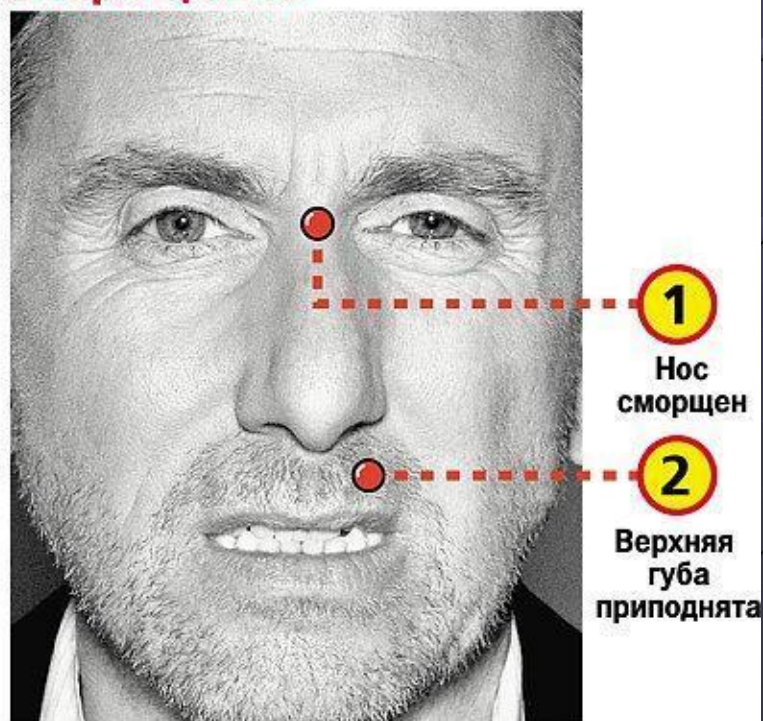 1
Нос
сморщен
2
Верхняя
губа
приподнята